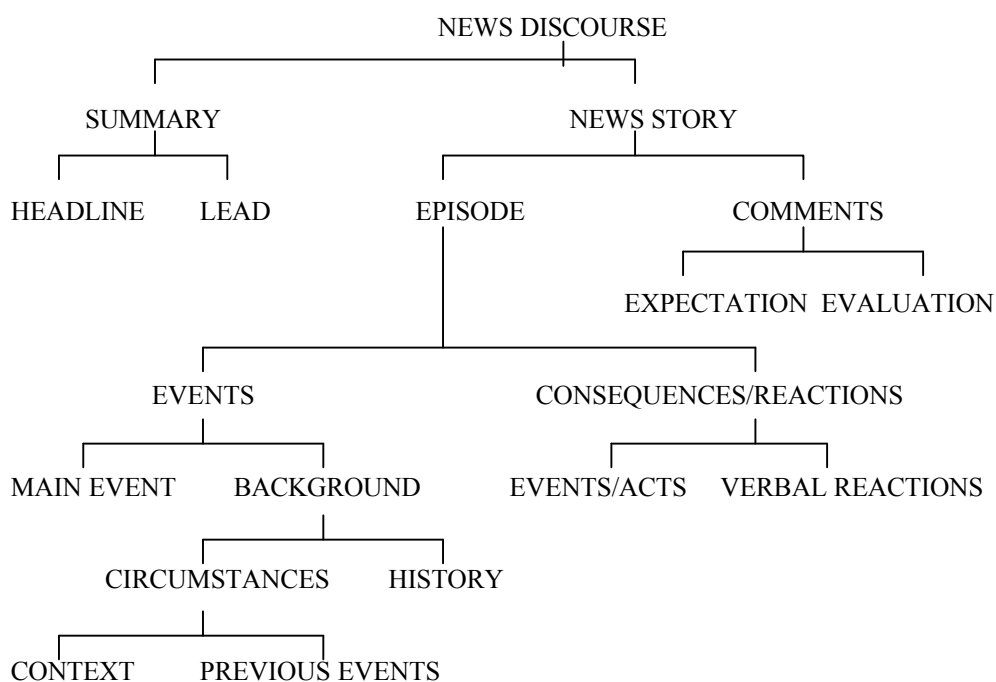 NEWS DISCOURSE
SUMMARY NEWS STORY
HEADLINE LEAD EPISODE COMMENTS
EXPECTATION EVALUATION
EVENTS CONSEQUENCES/REACTIONS
MAIN EVENT BACKGROUND EVENTS/ACTS VERBAL REACTIONS
CIRCUMSTANCES HISTORY
CONTEXT PREVIOUS EVENTS